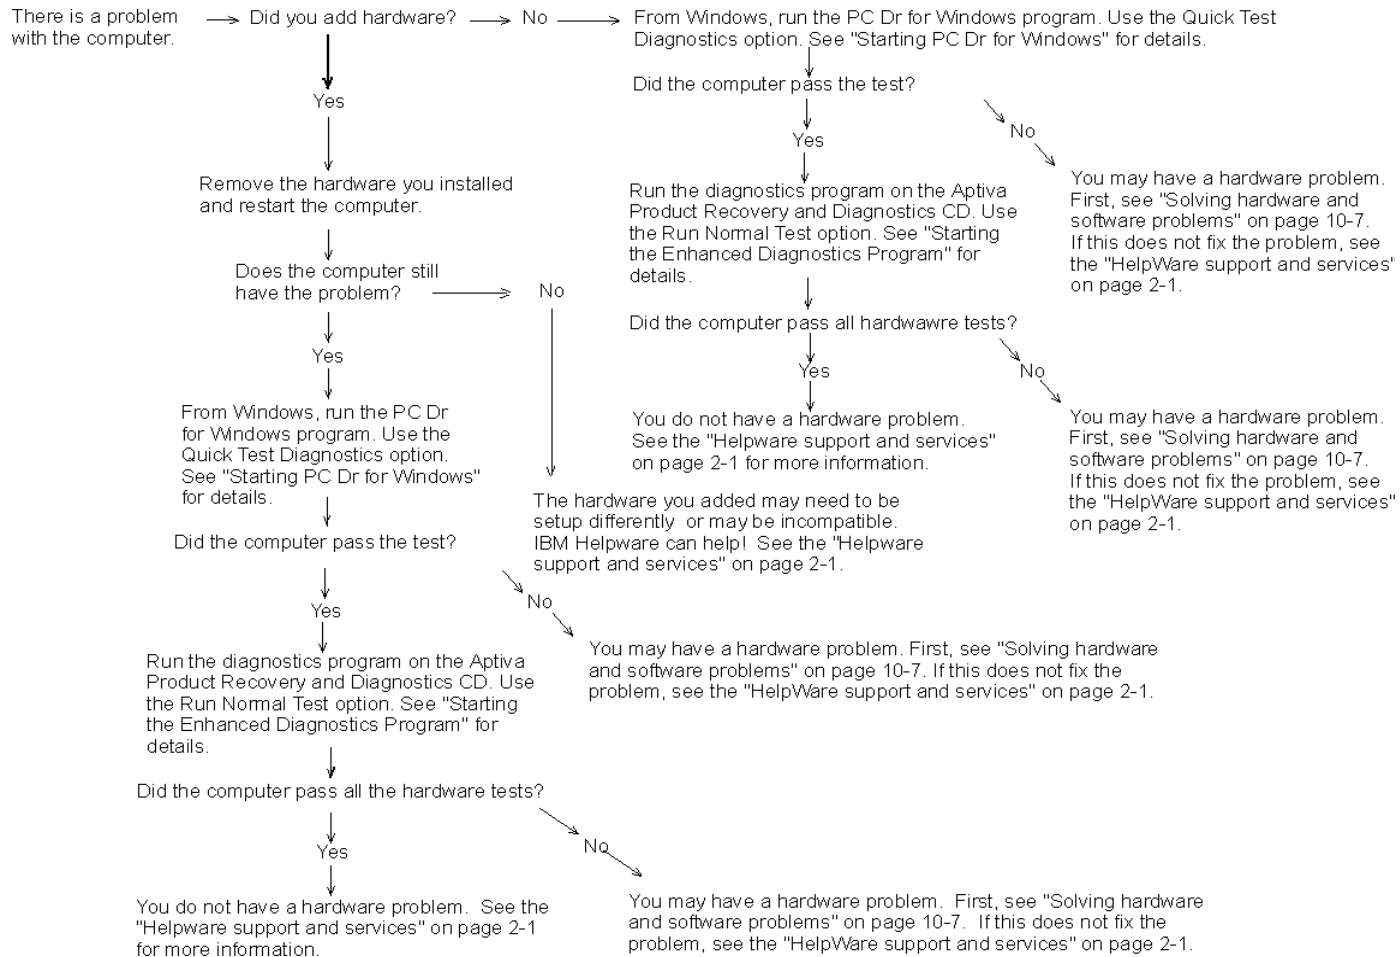 There is a problem
with the computer.
Did you add hardware?
No
From Windows, run the PC Dr for Windows program. Use the Quick Test
Diagnostics option. See "Starting PC Dr for Windows" for details.
Did the computer pass the test?
No
You may have a hardware problem.
First, see "Solving hardware and
software problems" on page 10-7.
If this does not fix the problem, see
the "HelpWare support and services"
on page 2-1.
Yes
Run the diagnostics program on the Aptiva
Product Recovery and Diagnostics CD. Use
the Run Normal Test option. See "Starting
the Enhanced Diagnostics Program" for
details.
Did the computer pass all hardwawre tests?
No
You may have a hardware problem.
First, see "Solving hardware and
software problems" on page 10-7.
If this does not fix the problem, see
the "HelpWare support and services"
on page 2-1.
Yes
You do not have a hardware problem.
See the "Helpware support and services"
on page 2-1 for more information.
Yes
Remove the hardware you installed
and restart the computer.
Does the computer still
have the problem?
No
The hardware you added may need to be
setup differently or may be incompatible.
IBM Helpware can help! See the "Helpware
support and services" on page 2-1.
Yes
From Windows, run the PC Dr
for Windows program. Use the
Quick Test Diagnostics option.
See "Starting PC Dr for Windows"
for details.
Did the computer pass the test?
No
You may have a hardware problem. First, see "Solving hardware
and software problems" on page 10-7. If this does not fix the
problem, see the "HelpWare support and services" on page 2-1.
Yes
Run the diagnostics program on the Aptiva
Product Recovery and Diagnostics CD. Use
the Run Normal Test option. See "Starting
the Enhanced Diagnostics Program" for
details.
Did the computer pass all the hardware tests?
No
You may have a hardware problem. First, see "Solving hardware
and software problems" on page 10-7. If this does not fix the
problem, see the "HelpWare support and services" on page 2-1.
Yes
You do not have a hardware problem. See the
"Helpware support and services" on page 2-1
for more information.